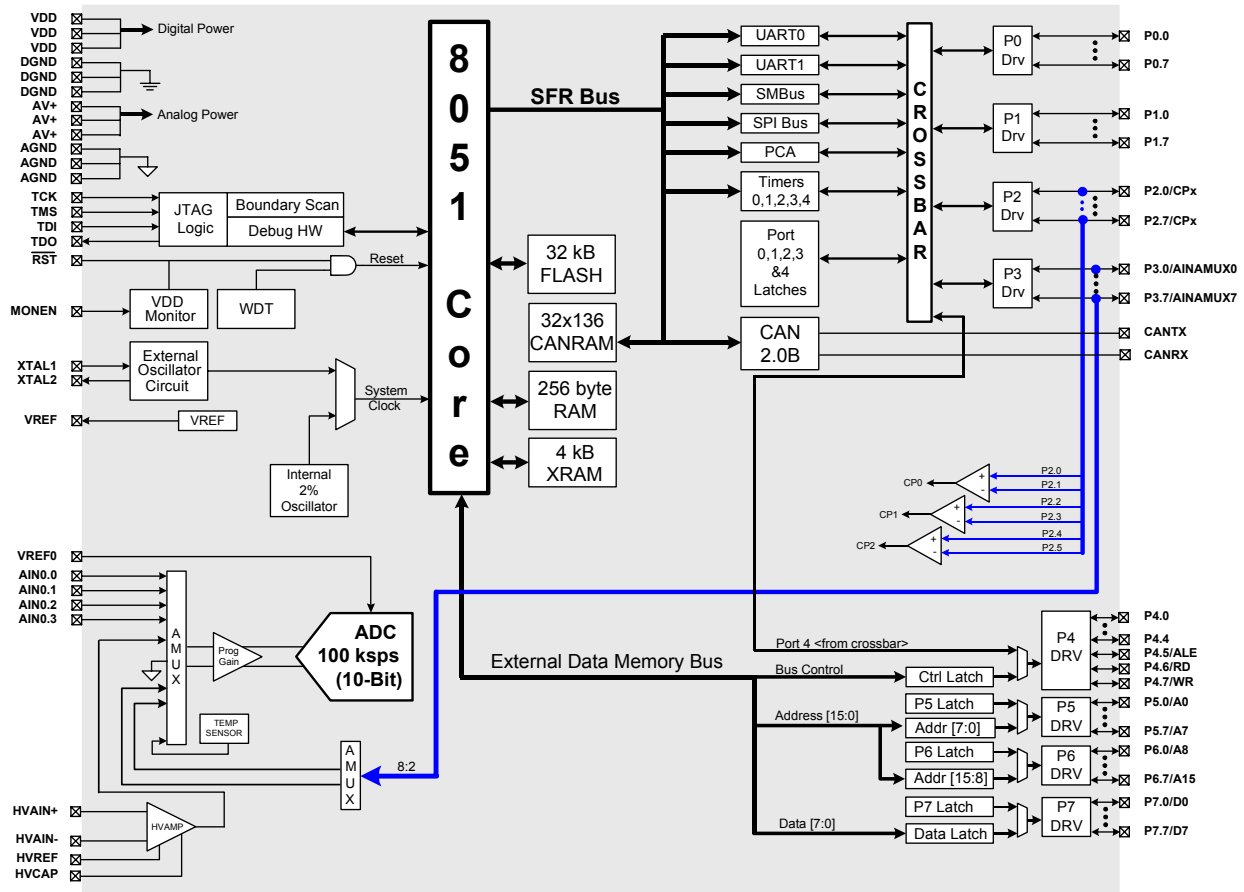 VDD
VDD
VDD
DGND
DGND
DGND
AV+
AV+
AV+
AGND
AGND
AGND
Digital Power
Analog Power
TCK
TMS
TDI
TDO
RST
MONEN
XTAL1
XTAL2
VREF
JTAG
Logic
Boundary Scan
Debug HW
Reset
VDD
Monitor
WDT
External
Oscillator
Circuit
System
Clock
VREF
Internal
2%
Oscillator
8
0
5
1
C
o
r
e
SFR Bus
32 kB
FLASH
32x136
CANRAM
256 byte
RAM
4 kB
XRAM
UART0
UART1
SMBus
SPI Bus
PCA
Timers
0,1,2,3,4
Port
0,1,2,3
&4
Latches
CAN
2.0B
C
R
O
S
S
B
A
R
P0
Drv
P1
Drv
P2
Drv
P3
Drv
P0.0
P0.7
P1.0
P1.7
P2.0/CPx
P2.7/CPx
P3.0/AINAMUX0
P3.7/AINAMUX7
CANTX
CANRX
CP0
+
-
P2.0
P2.1
CP1
+
-
P2.2
P2.3
CP2
+
-
P2.4
P2.5
VREF0
AIN0.0
AIN0.1
AIN0.2
AIN0.3
HVAIN+
HVAIN-
HVREF
HVCAP
A
M
U
X
Prog
Gain
ADC
100 ksps
(10-Bit)
TEMP
SENSOR
HVAMP
A
M
U
X
8:2
External Data Memory Bus
Port 4 <from crossbar>
Bus Control
Address [15:0]
Data [7:0]
Ctrl Latch
P5 Latch
Addr [7:0]
P6 Latch
Addr [15:8]
P7 Latch
Data Latch
P4
DRV
P5
DRV
P6
DRV
P7
DRV
P4.0
P4.4
P4.5/ALE
P4.6/RD
P4.7/WR
P5.0/A0
P5.7/A7
P6.0/A8
P6.7/A15
P7.0/D0
P7.7/D7